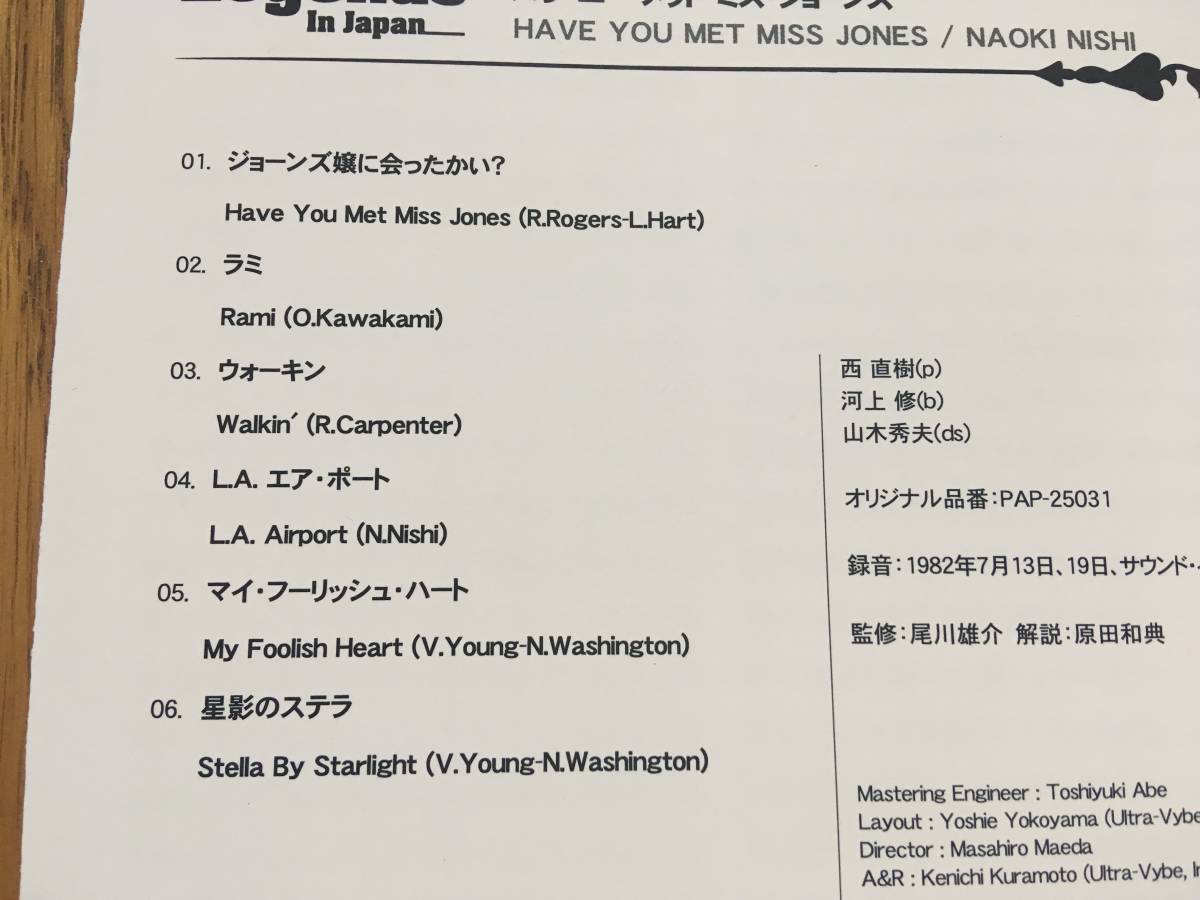 Legends
In Japan
HAVE YOU MET MISS JONES / NAOKI NISHI
01. ジョーンズ嬢に会ったかい?
Have You Met Miss Jones (R.Rogers-L.Hart)
02. ラミ
Rami (O.Kawakami)
03. ウォーキン
Walkin´ (R.Carpenter)
04. L.A. エア・ポート
L.A. Airport (N.Nishi)
05. マイ・フーリッシュ・ハート
My Foolish Heart (V.Young-N.Washington)
06. 星影のステラ
Stella By Starlight (V.Young-N.Washington)
西 直樹(p)
河上 修(b)
山木秀夫(ds)
オリジナル品番:PAP-25031
録音:1982年7月13日、19日、サウンド・
監修:尾川雄介 解説:原田和典
Mastering Engineer : Toshiyuki Abe
Layout : Yoshie Yokoyama (Ultra-Vybe
Director : Masahiro Maeda
A&R : Kenichi Kuramoto (Ultra-Vybe, In